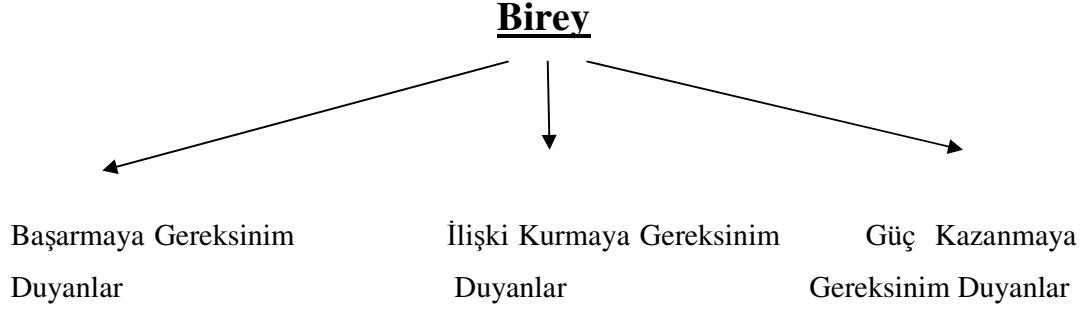 Birey
Başarmaya Gereksinim İlişki Kurmaya Gereksinim Güç Kazanmaya
Duyanlar Duyanlar Gereksinim Duyanlar